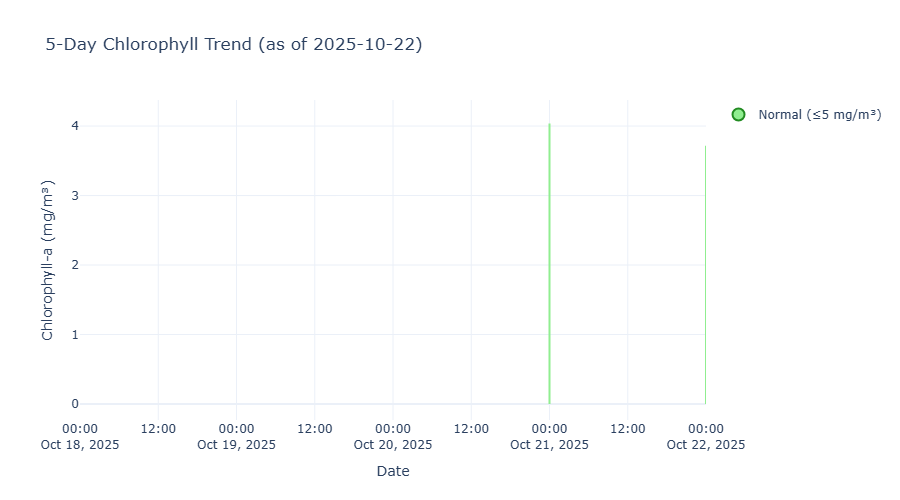 5-Day Chlorophyll Trend (as of 2025-10-22)
Normal (≤5 mg/m³)
Chlorophyll-a (mg/m³)
4
3
2
1
0
00:00 12:00 00:00 12:00 00:00 12:00 00:00 12:00 00:00
Oct 18, 2025 Oct 19, 2025 Oct 20, 2025 Oct 21, 2025 Oct 22, 2025
Date